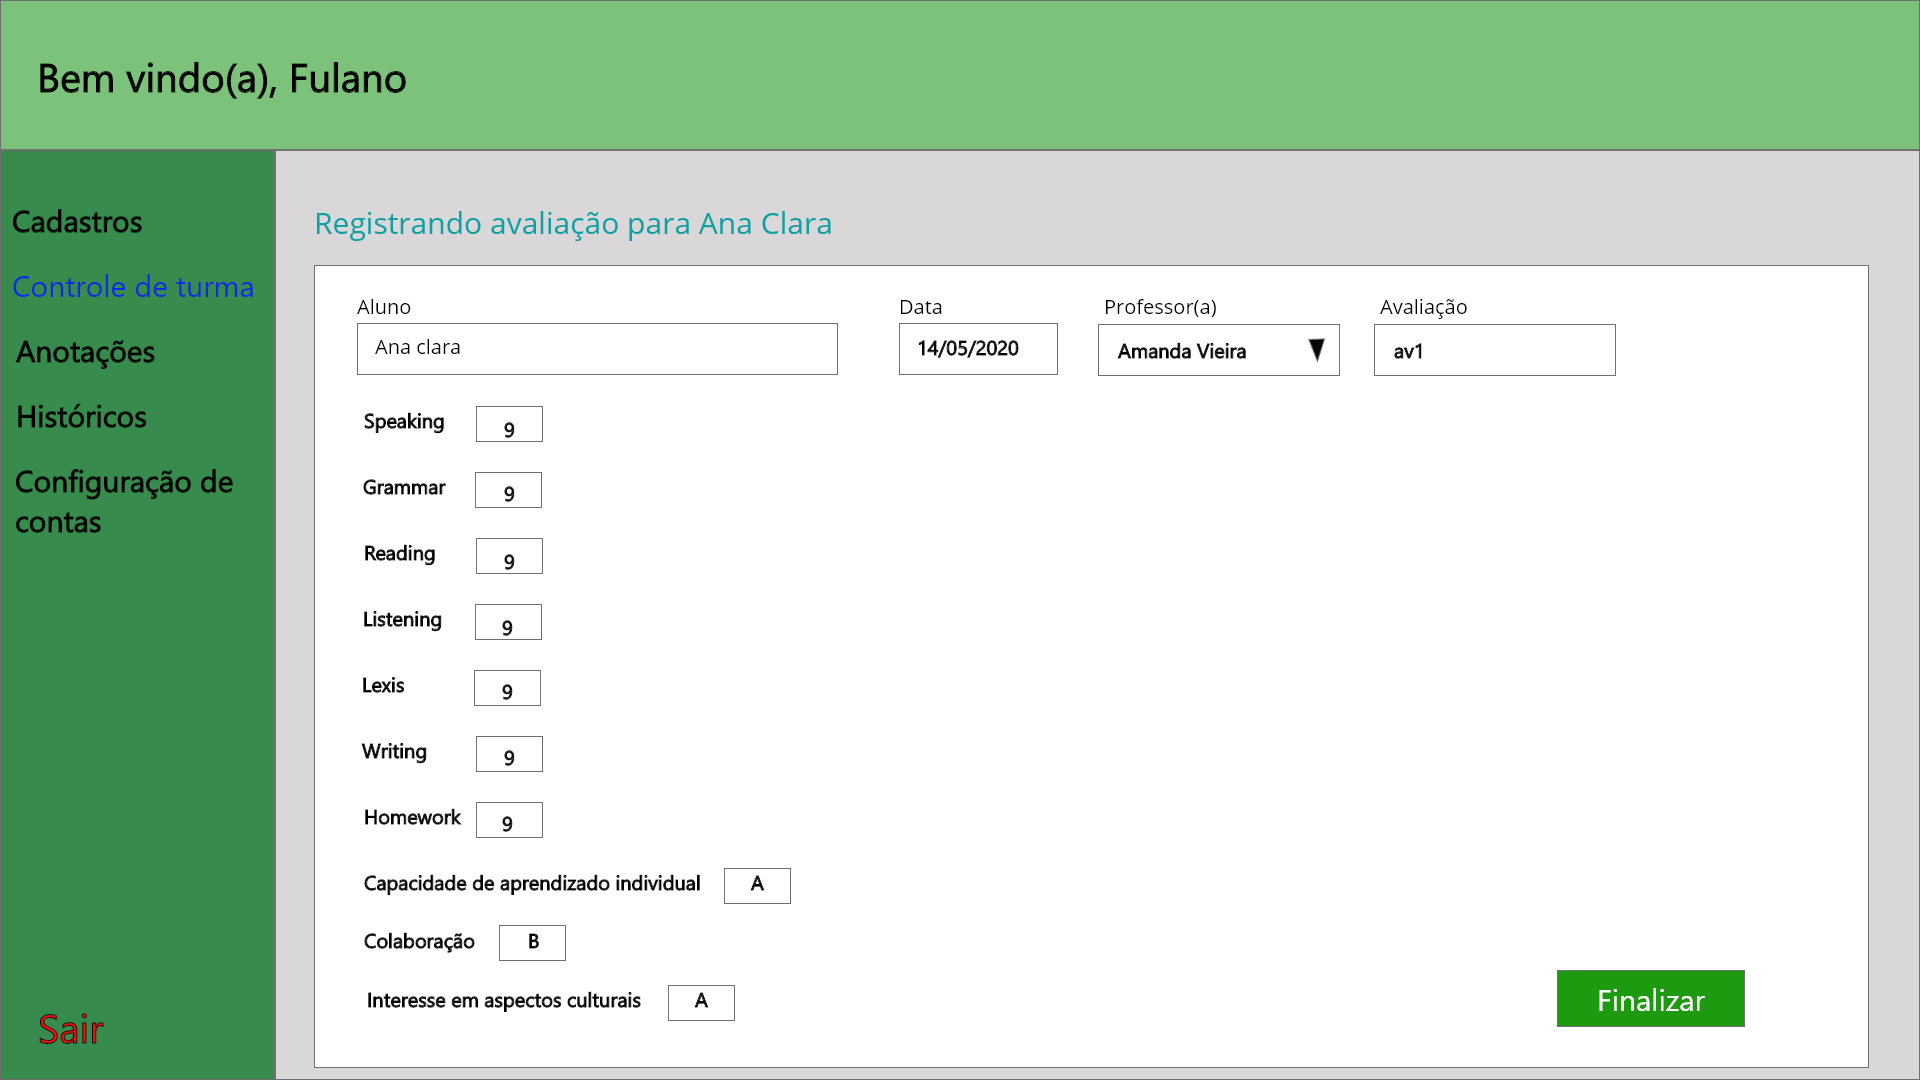 Bem vindo(a), Fulano
Cadastros
Controle de turma
Anotações
Históricos
Configuração de
contas
Sair
Registrando avaliação para Ana Clara
Aluno Data Professor(a) Avaliação
Ana clara 14/05/2020 Amanda Vieira av1
Speaking 9
Grammar 9
Reading 9
Listening 9
Lexis 9
Writing 9
Homework 9
Capacidade de aprendizado individual A
Colaboração B
Interesse em aspectos culturais A
Finalizar